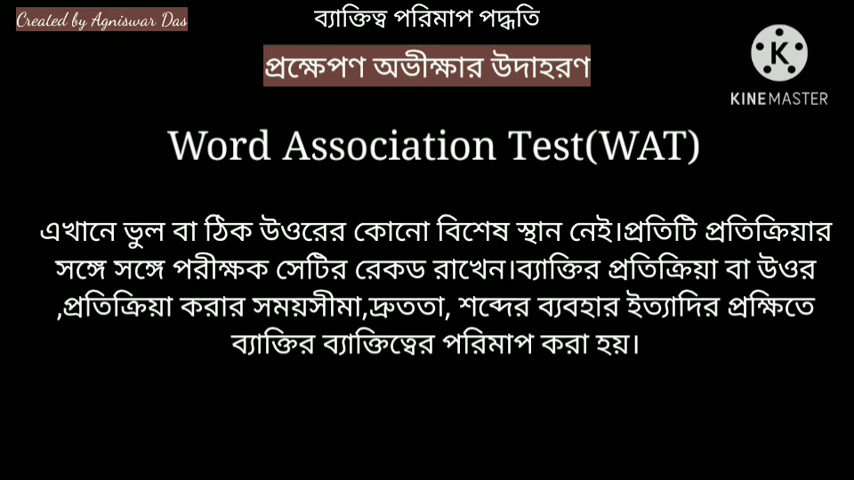 Created by Agniswar Das
ব্যাক্তিত্ব পরিমাপ পদ্ধতি
প্রক্ষেপণ অভীক্ষার উদাহরণ
K
KINEMASTER
Word Association Test(WAT)
এখানে ভুল বা ঠিক উওরের কোনো বিশেষ স্থান নেই।প্রতিটি প্রতিক্রিয়ার
সঙ্গে সঙ্গে পরীক্ষক সেটির রেকড রাখেন।ব্যাক্তির প্রতিক্রিয়া বা উওর
,প্রতিক্রিয়া করার সময়সীমা,দ্রুততা, শব্দের ব্যবহার ইত্যাদির প্রক্ষিতে
ব্যাক্তির ব্যাক্তিত্বের পরিমাপ করা হয়।